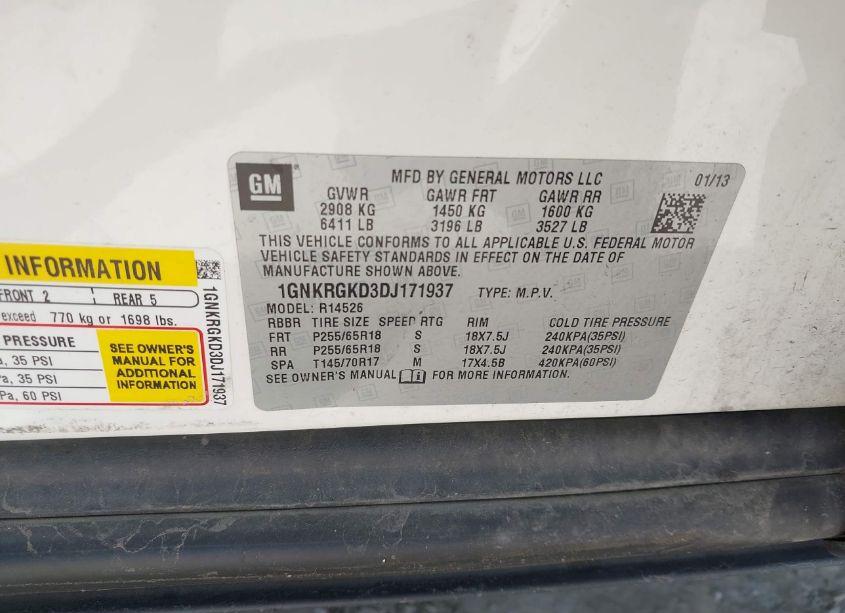 GM
MFD BY GENERAL MOTORS LLC 01/13
GVWR GAWR FRT GAWR RR
2908 KG 1450 KG 1600 KG
6411 LB 3196 LB 3527 LB
THIS VEHICLE CONFORMS TO ALL APPLICABLE U.S. FEDERAL MOTOR
VEHICLE SAFETY STANDARDS IN EFFECT ON THE DATE OF
MANUFACTURE SHOWN ABOVE.
1GNKRGKD3DJ171937 TYPE: M.P.V.
MODEL: R14526
RBBR TIRE SIZE SPEED RTG RIM COLD TIRE PRESSURE
FRT P255/65R18 S 18X7.5J 240KPA(35PSI)
RR P255/65R18 S 18X7.5J 240KPA(35PSI)
SPA T145/70R17 M 17X4.5B 420KPA(60PSI)
SEE OWNER'S MANUAL FOR MORE INFORMATION.
INFORMATION
FRONT 2 REAR 5
exceed 770 kg or 1698 lbs.
PRESSURE
a, 35 PSI
a, 35 PSI
Pa, 60 PSI
SEE OWNER'S
MANUAL FOR
ADDITIONAL
INFORMATION
1GNKRGKD3DJ171937